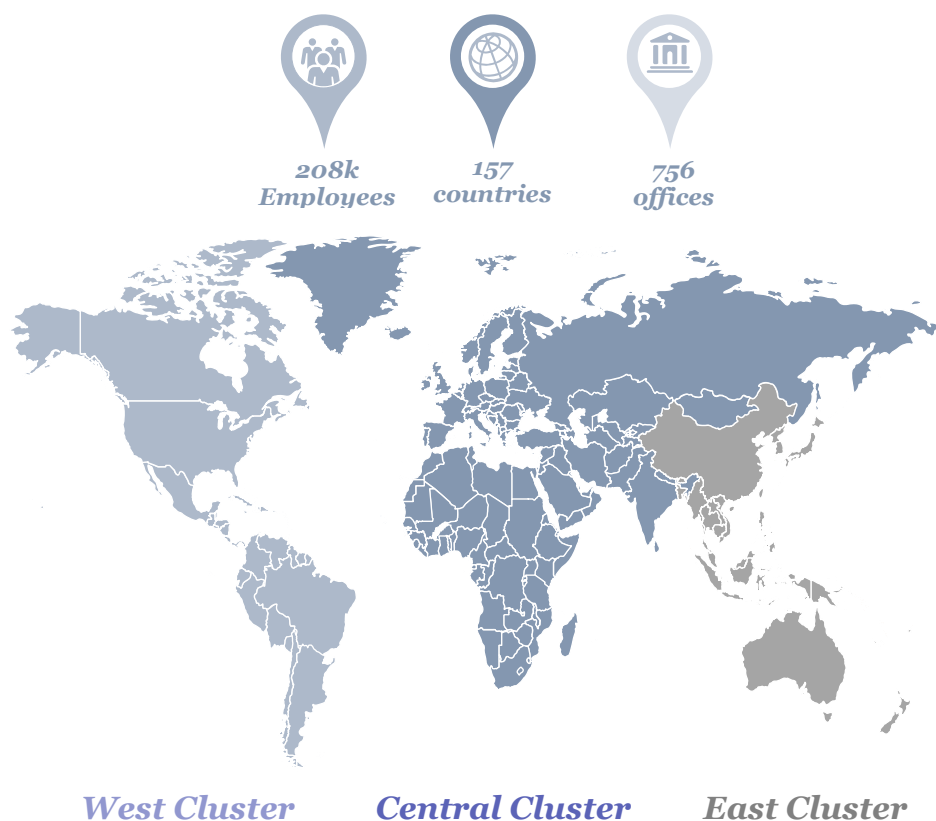 208k
Employees
157
countries
756
offices
West Cluster
Central Cluster
East Cluster